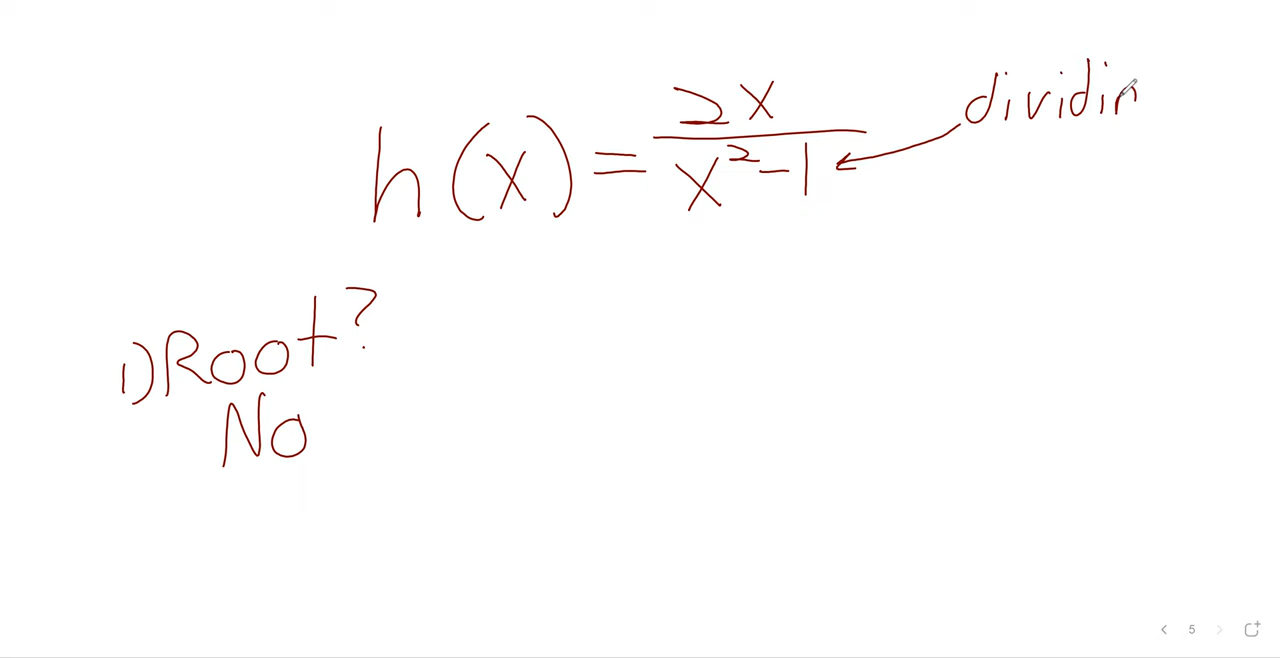 h(x) = 2x / x² - 1 ← dividin
1) Root?
No
< 5 >